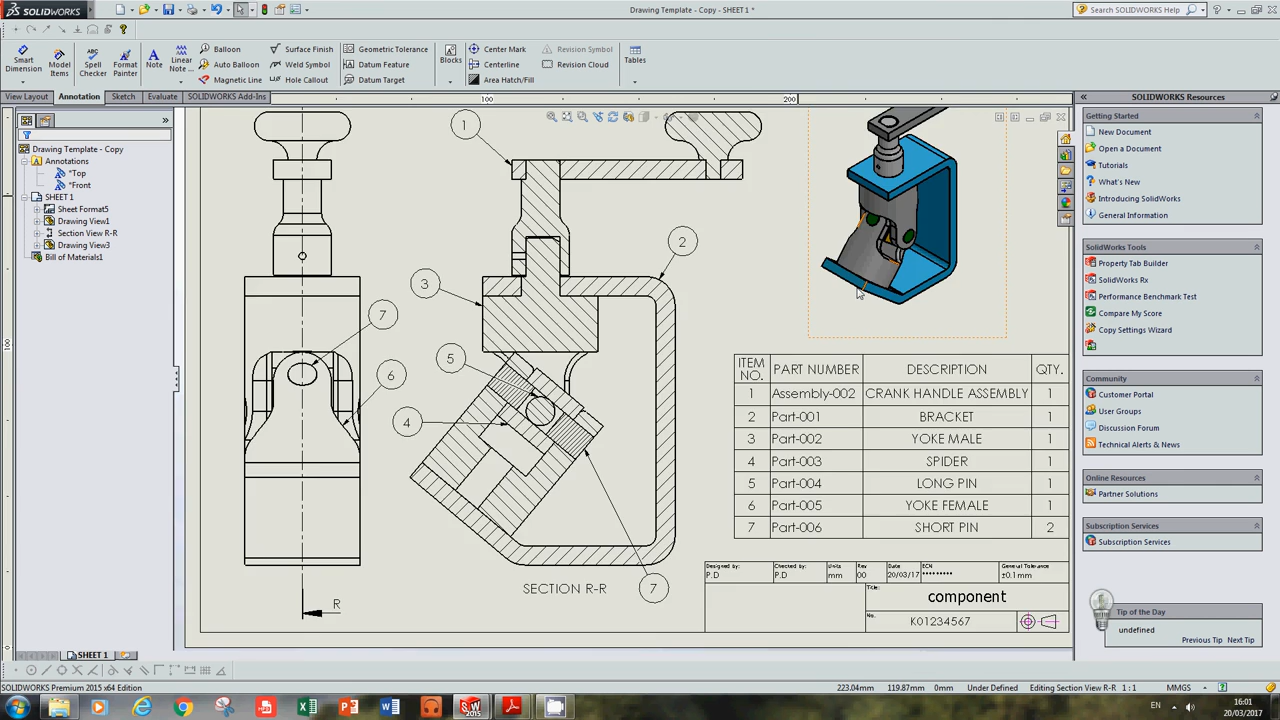 SOLIDWORKS
Drawing Template - Copy - SHEET 1 *
Search SOLIDWORKS Help
Smart Dimension
Model Items
Spell Checker
Format Painter
Note
Linear Note ...
Balloon
Auto Balloon
Magnetic Line
Surface Finish
Weld Symbol
Hole Callout
Geometric Tolerance
Datum Feature
Datum Target
Blocks
Center Mark
Centerline
Area Hatch/Fill
Revision Symbol
Revision Cloud
Tables
View Layout
Annotation
Sketch
Evaluate
SOLIDWORKS Add-Ins
100
200
100
Drawing Template - Copy
Annotations
*Top
*Front
SHEET 1
Sheet Format5
Drawing View1
Section View R-R
Drawing View3
Bill of Materials1
1
2
3
7
5
6
4
7
R
SECTION R-R
ITEM NO. PART NUMBER DESCRIPTION QTY.
1 Assembly-002 CRANK HANDLE ASSEMBLY 1
2 Part-001 BRACKET 1
3 Part-002 YOKE MALE 1
4 Part-003 SPIDER 1
5 Part-004 LONG PIN 1
6 Part-005 YOKE FEMALE 1
7 Part-006 SHORT PIN 2
Designed by: Checked by: Units Rev Date ECN General Tolerance
P.D P.D mm 00 20/03/17 ******** ±0.1mm
Title:
component
No.
K01234567
SOLIDWORKS Resources
Getting Started
New Document
Open a Document
Tutorials
What's New
Introducing SolidWorks
General Information
SolidWorks Tools
Property Tab Builder
SolidWorks Rx
Performance Benchmark Test
Compare My Score
Copy Settings Wizard
Community
Customer Portal
User Groups
Discussion Forum
Technical Alerts & News
Online Resources
Partner Solutions
Subscription Services
Subscription Services
Tip of the Day
undefined
Previous Tip Next Tip
SHEET 1
SOLIDWORKS Premium 2015 x64 Edition
223.04mm 119.87mm 0mm Under Defined Editing Section View R-R 1 : 1 MMGS
EN
16:01
20/03/2017